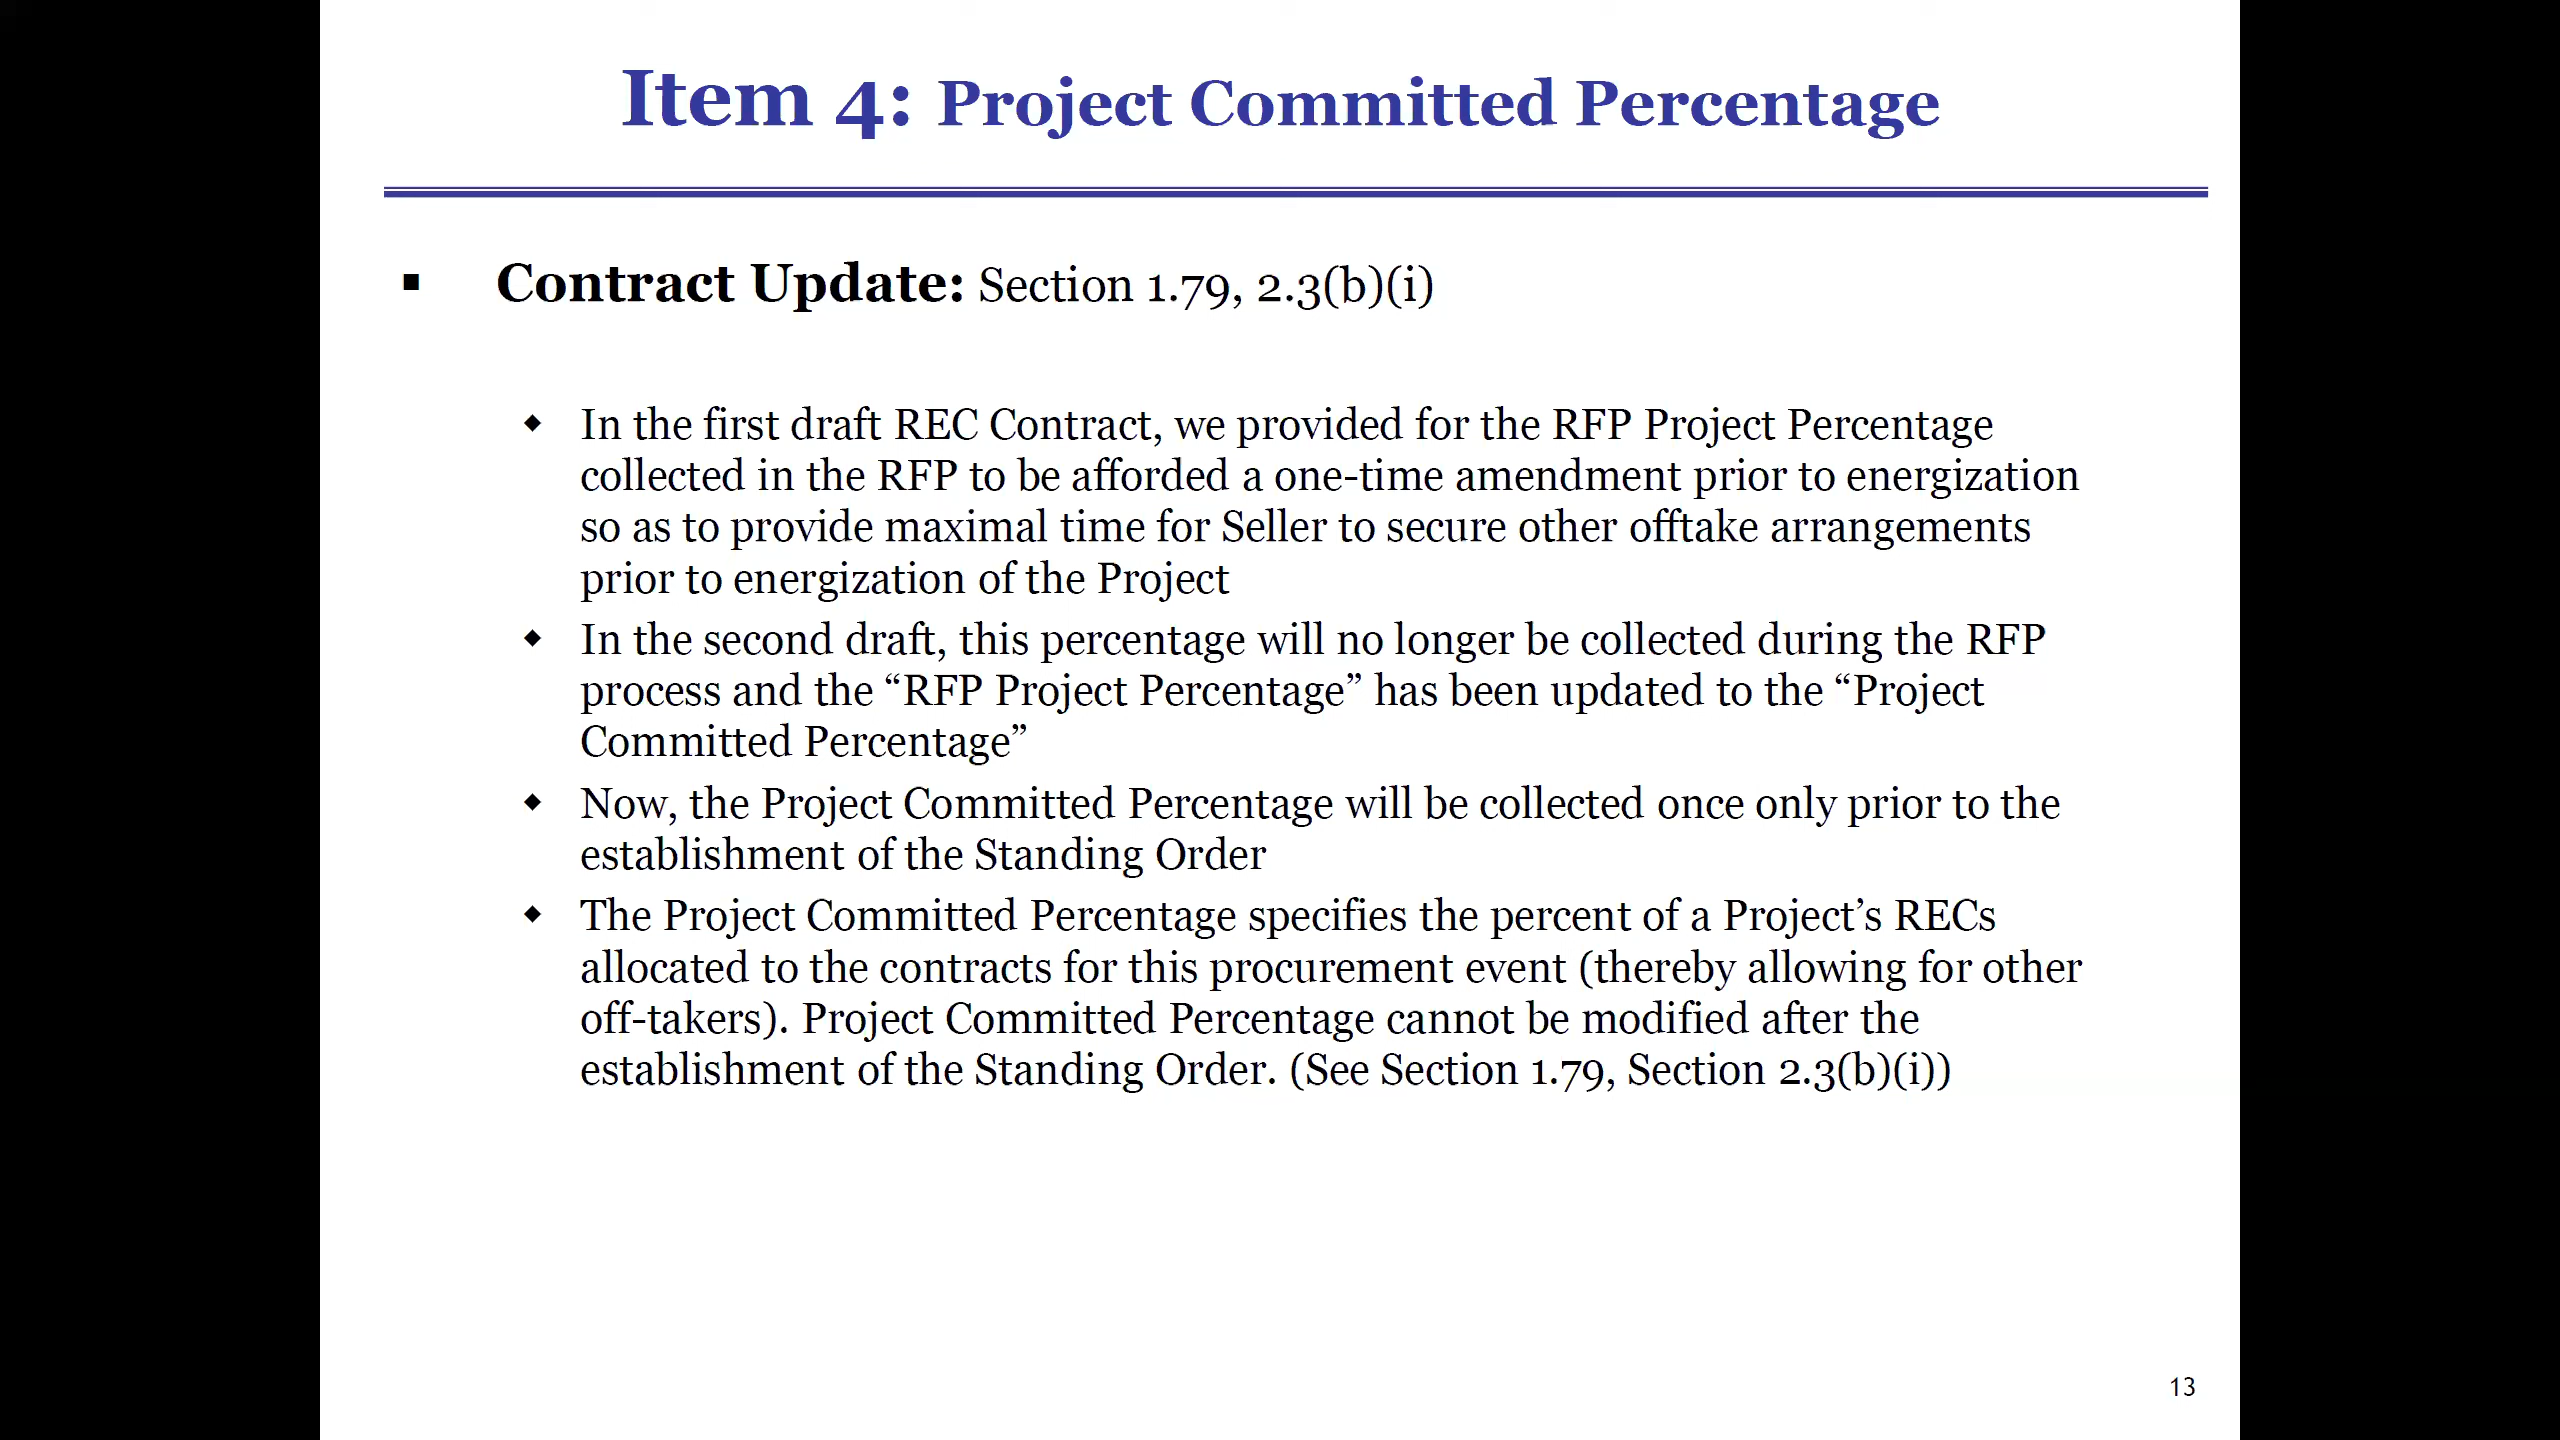 Item 4: Project Committed Percentage
▪ Contract Update: Section 1.79, 2.3(b)(i)
◆ In the first draft REC Contract, we provided for the RFP Project Percentage
collected in the RFP to be afforded a one-time amendment prior to energization
so as to provide maximal time for Seller to secure other offtake arrangements
prior to energization of the Project
◆ In the second draft, this percentage will no longer be collected during the RFP
process and the “RFP Project Percentage” has been updated to the “Project
Committed Percentage”
◆ Now, the Project Committed Percentage will be collected once only prior to the
establishment of the Standing Order
◆ The Project Committed Percentage specifies the percent of a Project’s RECs
allocated to the contracts for this procurement event (thereby allowing for other
off-takers). Project Committed Percentage cannot be modified after the
establishment of the Standing Order. (See Section 1.79, Section 2.3(b)(i))
13